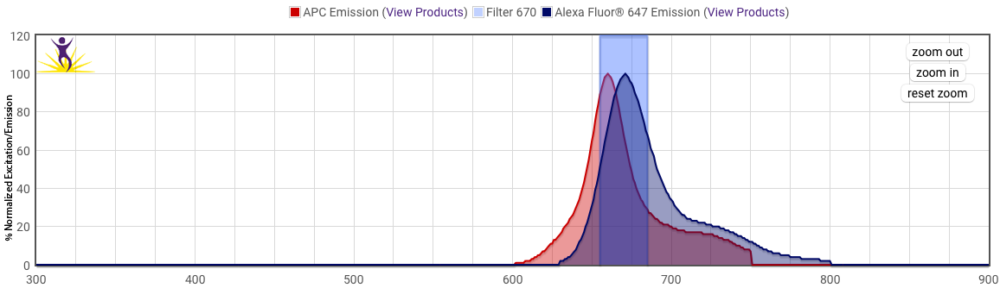 APC Emission (View Products) Filter 670 Alexa Fluor® 647 Emission (View Products)
120
100
80
60
40
20
0
% Normalized Excitation/Emission
zoom out
zoom in
reset zoom
300 400 500 600 700 800 900